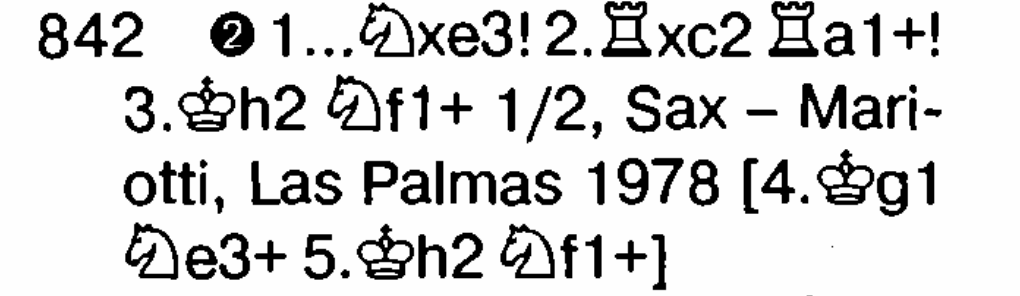 842 ❷ 1...♘xe3! 2.♖xc2 ♖a1+!
3.♔h2 ♘f1+ 1/2, Sax – Mari-
otti, Las Palmas 1978 [4.♔g1
♘e3+ 5.♔h2 ♘f1+]